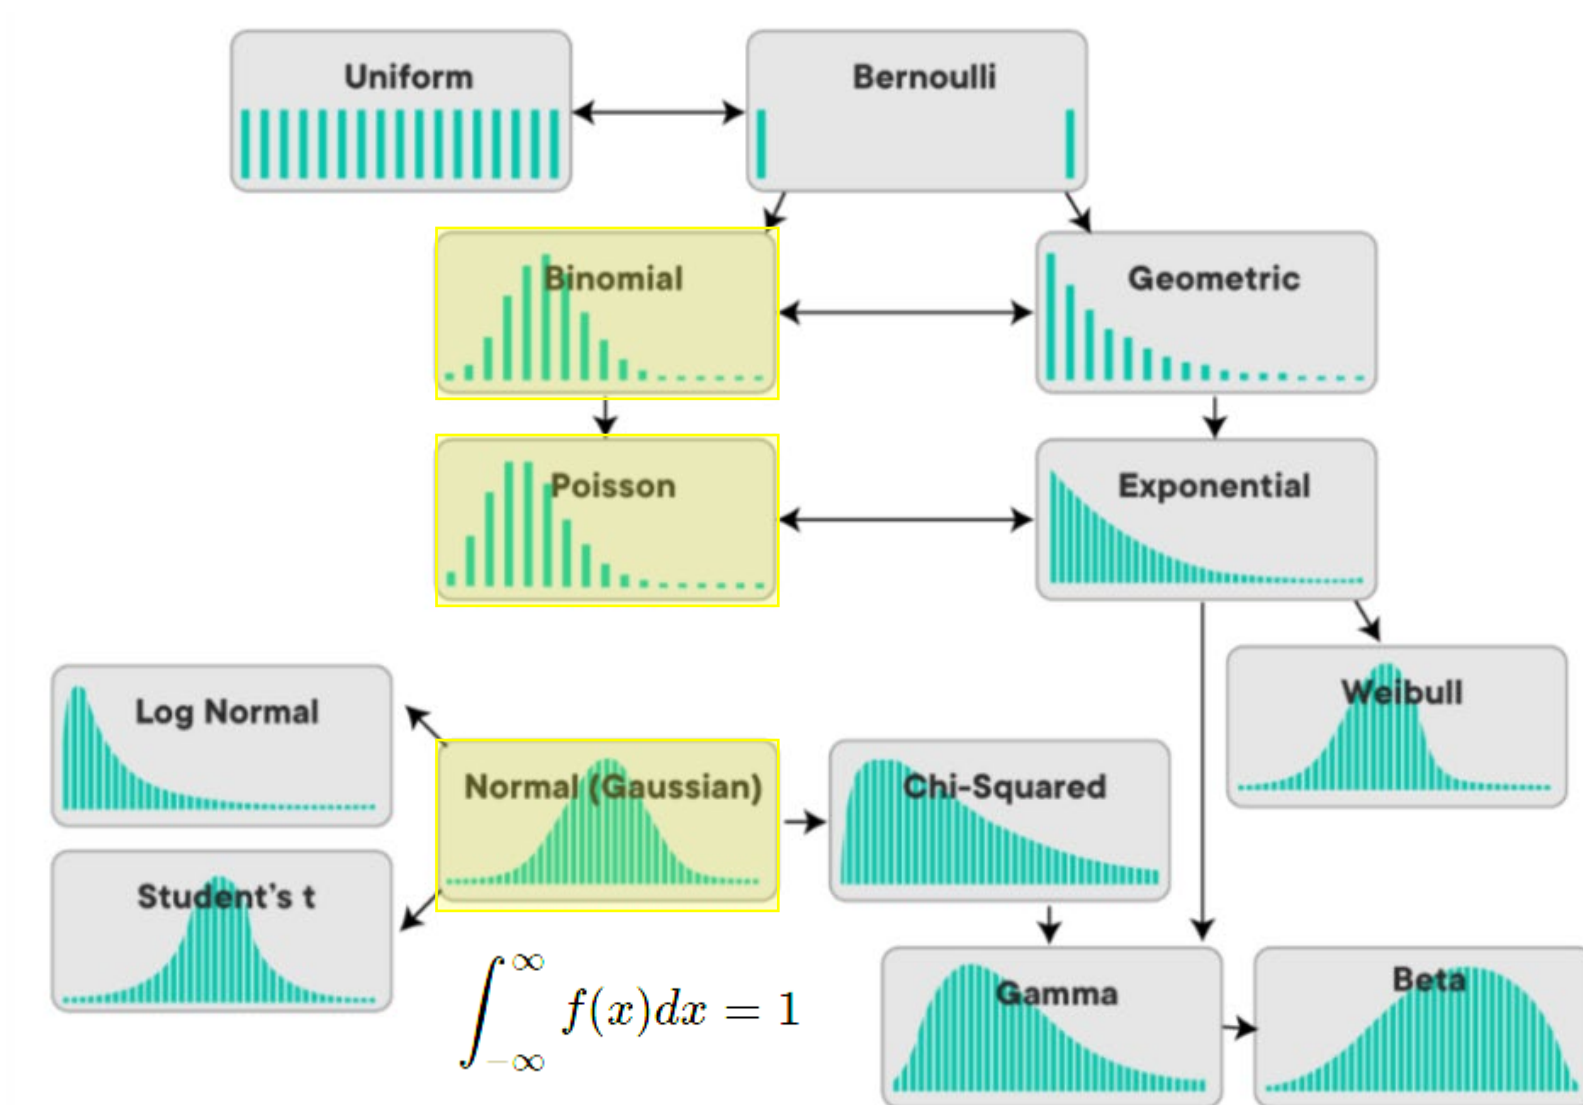 Uniform
Bernoulli
Binomial
Geometric
Poisson
Exponential
Weibull
Log Normal
Normal (Gaussian)
Chi-Squared
Student's t
Gamma
Beta
∫_{-∞}^{∞} f(x)dx = 1